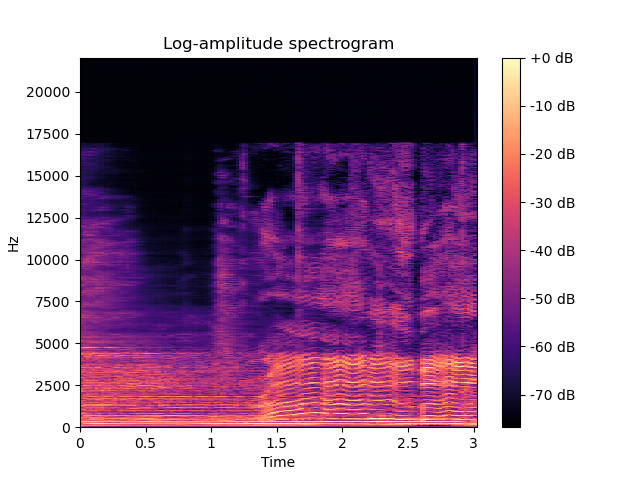 Log-amplitude spectrogram
20000
17500
15000
12500
10000
7500
5000
2500
0
Hz
0 0.5 1 1.5 2 2.5 3
Time
+0 dB
-10 dB
-20 dB
-30 dB
-40 dB
-50 dB
-60 dB
-70 dB